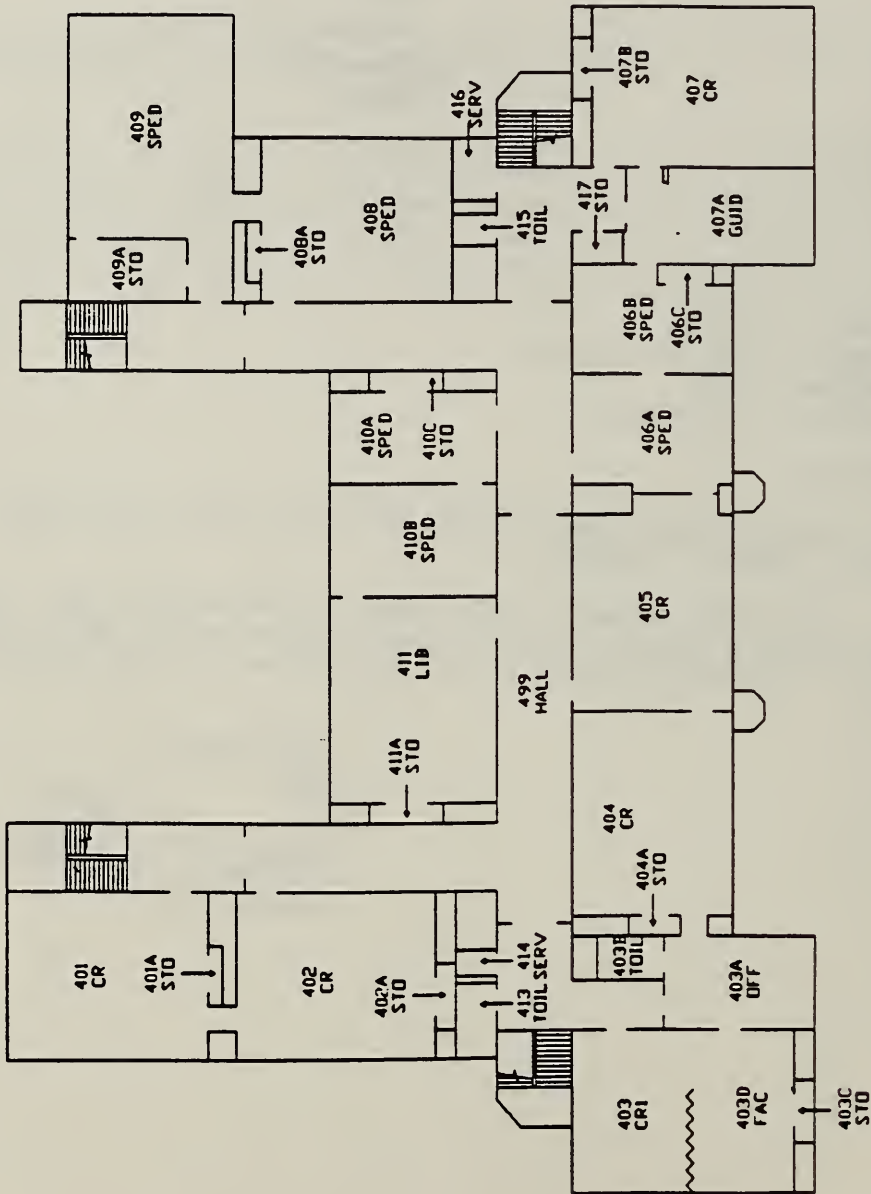 401
CR
401A
STO
402
CR
402A
STO
413
TOIL
414
SERV
403
CR1
403D
FAC
403C
STO
403A
OFF
403B
TOIL
404A
STO
404
CR
499
HALL
405
CR
411A
STO
411
LIB
410B
SPED
410A
SPED
410C
STO
406A
SPED
406B
SPED
406C
STO
407A
GUID
417
STO
407
CR
407B
STO
415
TOIL
416
SERV
408
SPED
408A
STO
409A
STO
409
SPED